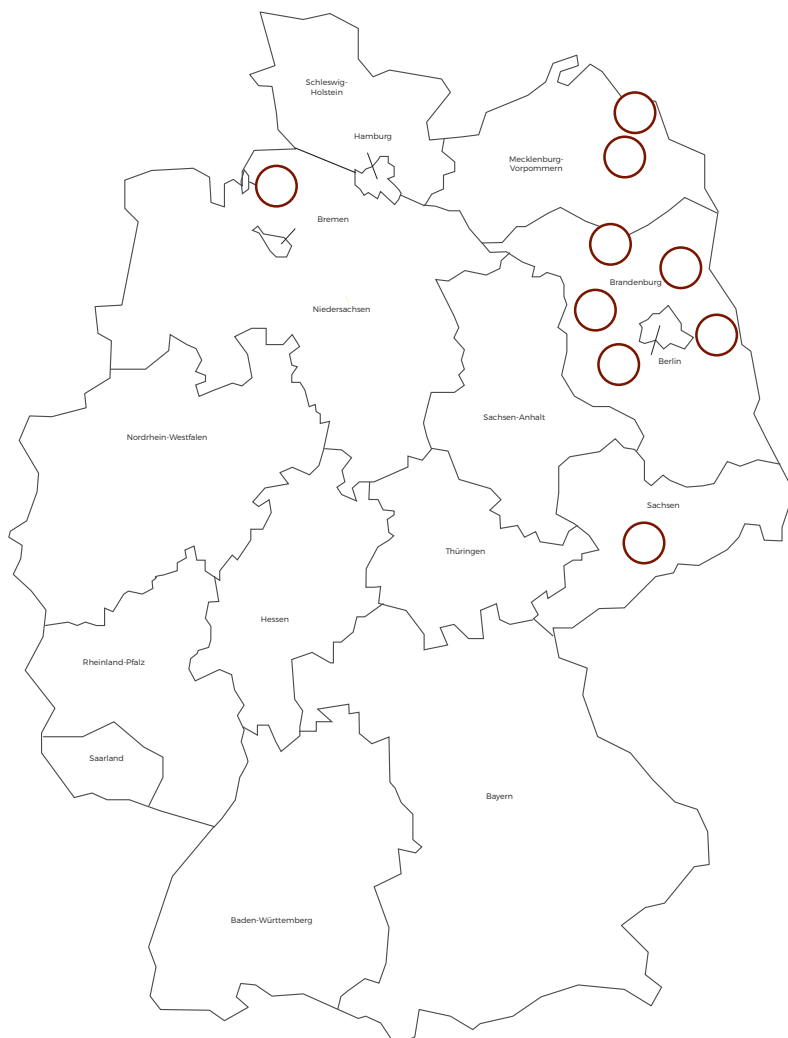 Schleswig-
Holstein
Hamburg
Mecklenburg-
Vorpommern
Bremen
Brandenburg
Niedersachsen
Berlin
Sachsen-Anhalt
Nordrhein-Westfalen
Sachsen
Thüringen
Hessen
Rheinland-Pfalz
Saarland
Bayern
Baden-Württemberg